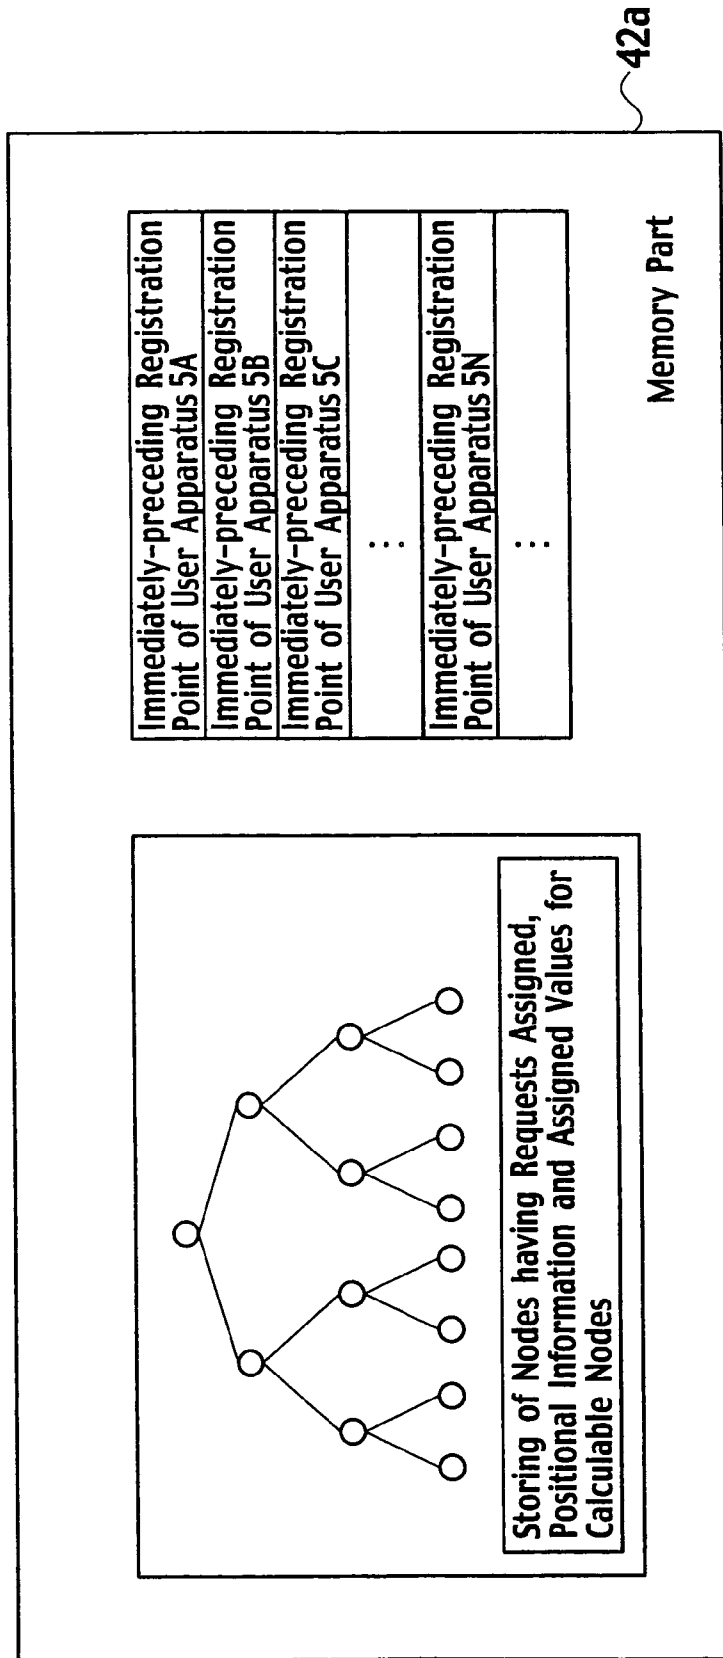 42a
Immediately-preceding Registration
Point of User Apparatus 5A
Immediately-preceding Registration
Point of User Apparatus 5B
Immediately-preceding Registration
Point of User Apparatus 5C
...
Immediately-preceding Registration
Point of User Apparatus 5N
...
Storing of Nodes having Requests Assigned,
Positional Information and Assigned Values for
Calculable Nodes
Memory Part